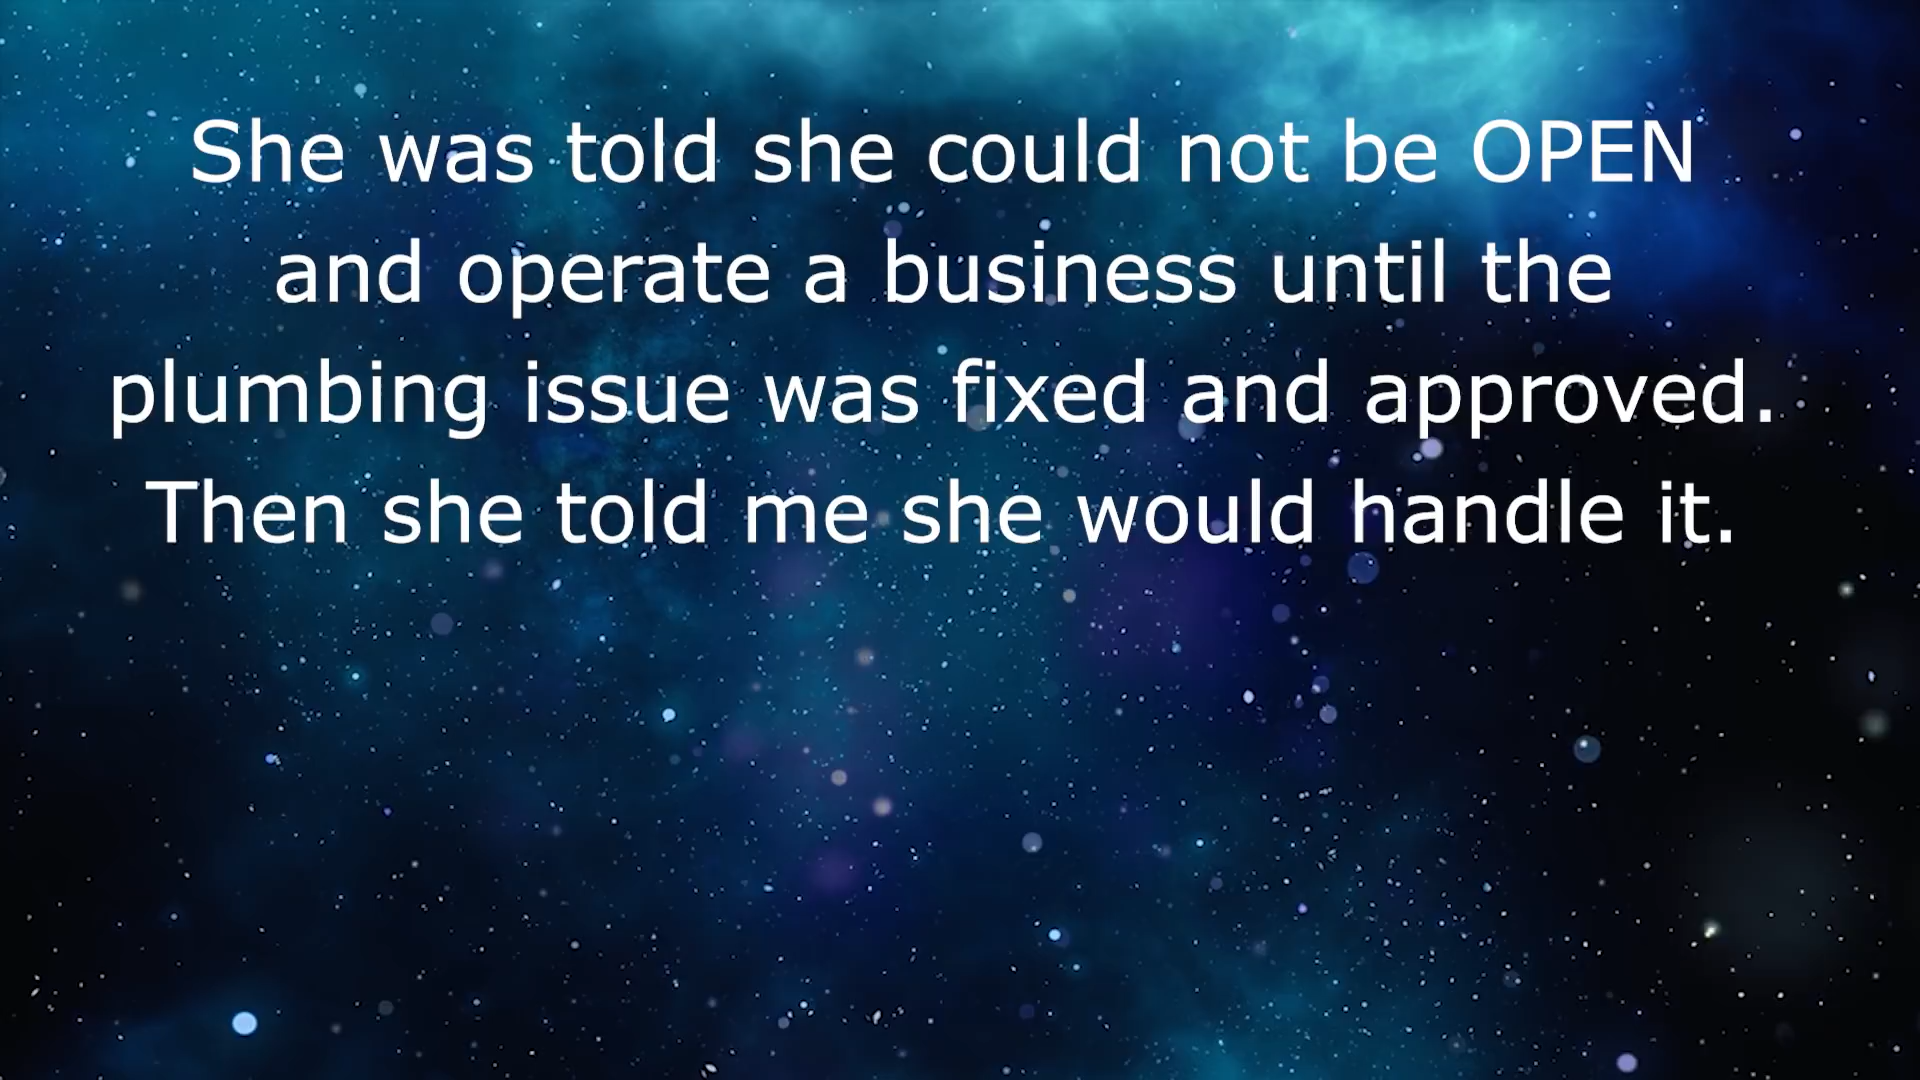 She was told she could not be OPEN
and operate a business until the
plumbing issue was fixed and approved.
Then she told me she would handle it.